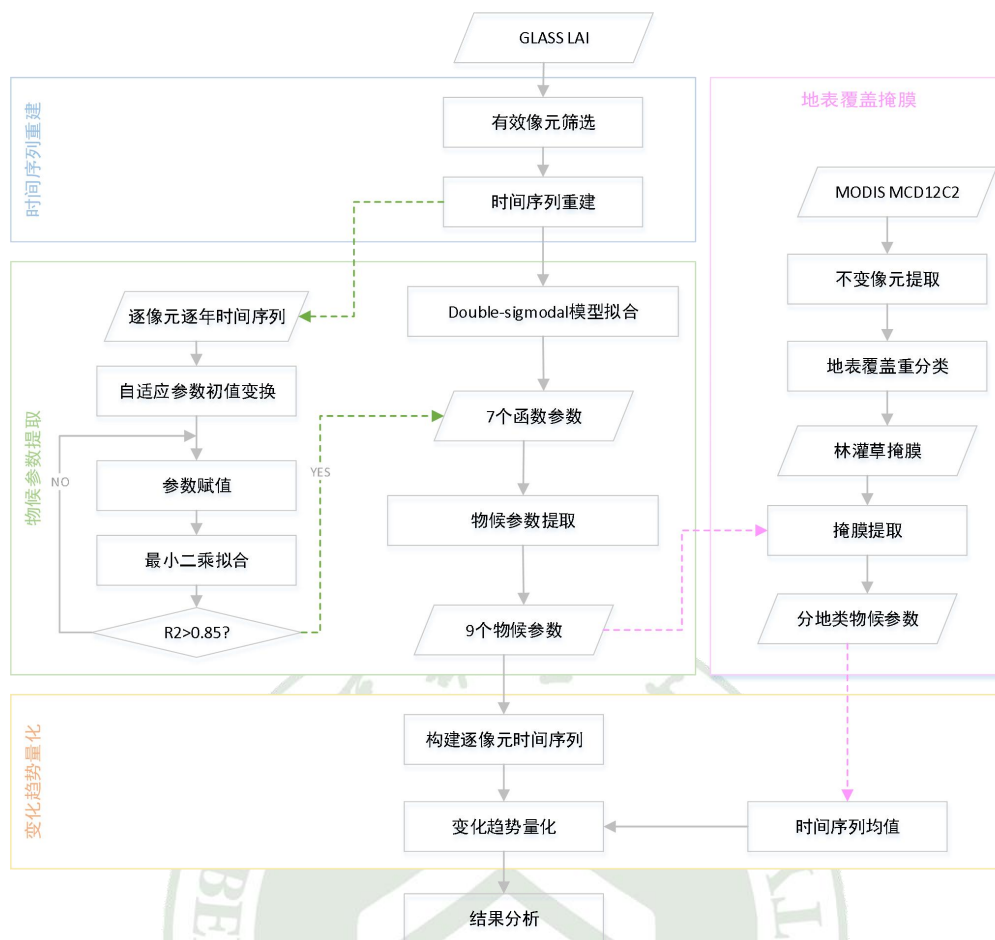 GLASS LAI
时间序列重建
有效像元筛选
时间序列重建
地表覆盖掩膜
MODIS MCD12C2
不变像元提取
地表覆盖重分类
林灌草掩膜
掩膜提取
分地类物候参数
物候参数提取
逐像元逐年时间序列
自适应参数初值变换
NO
参数赋值
最小二乘拟合
R2>0.85?
YES
Double-sigmodal模型拟合
7个函数参数
物候参数提取
9个物候参数
变化趋势量化
构建逐像元时间序列
变化趋势量化
时间序列均值
结果分析